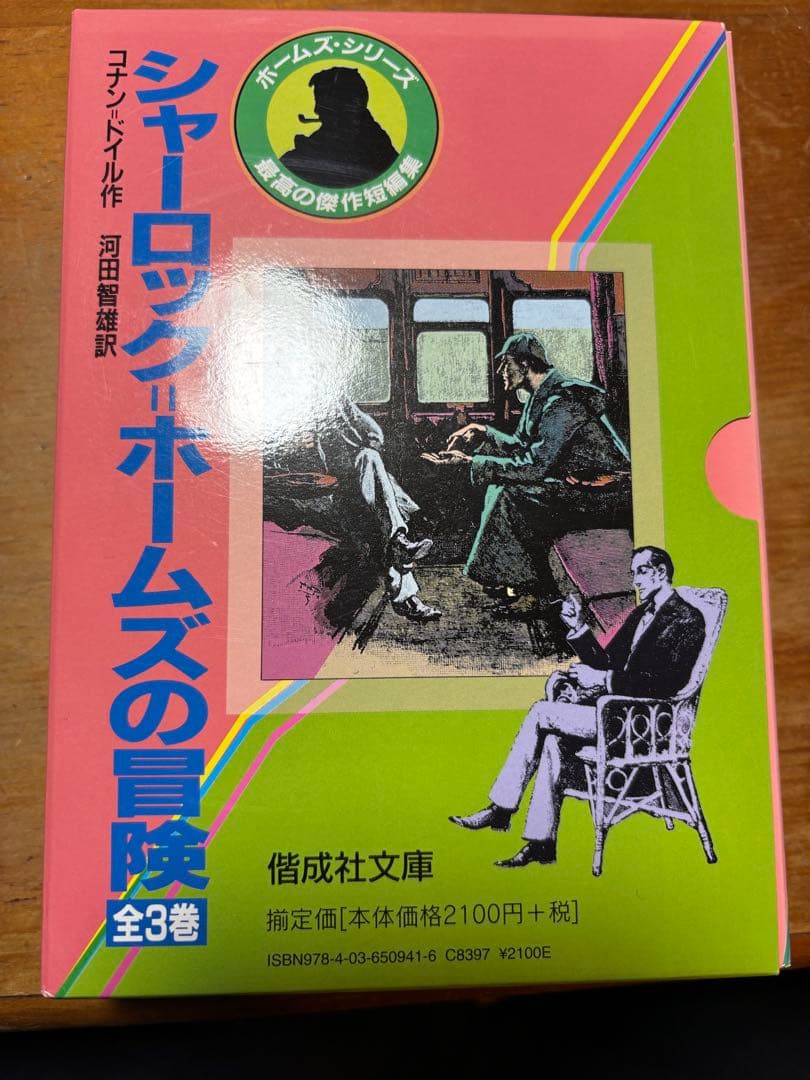 ホームズ・シリーズ
最高の傑作短編集
シャーロック=ホームズの冒険
全3巻
コナン=ドイル作 河田智雄訳
偕成社文庫
揃定価[本体価格2100円+税]
ISBN978-4-03-650941-6 C8397 ¥2100E